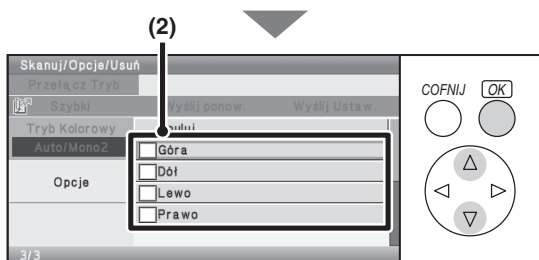 (2)
Skanuj/Opcje/Usuń
Przełącz Tryb
Szybki Wyślij ponow. Wyślij Ustaw.
Tryb Kolorowy
Auto/Mono2
Góra
Dół
Opcje
Lewo
Prawo
3/3
COFNIJ OK